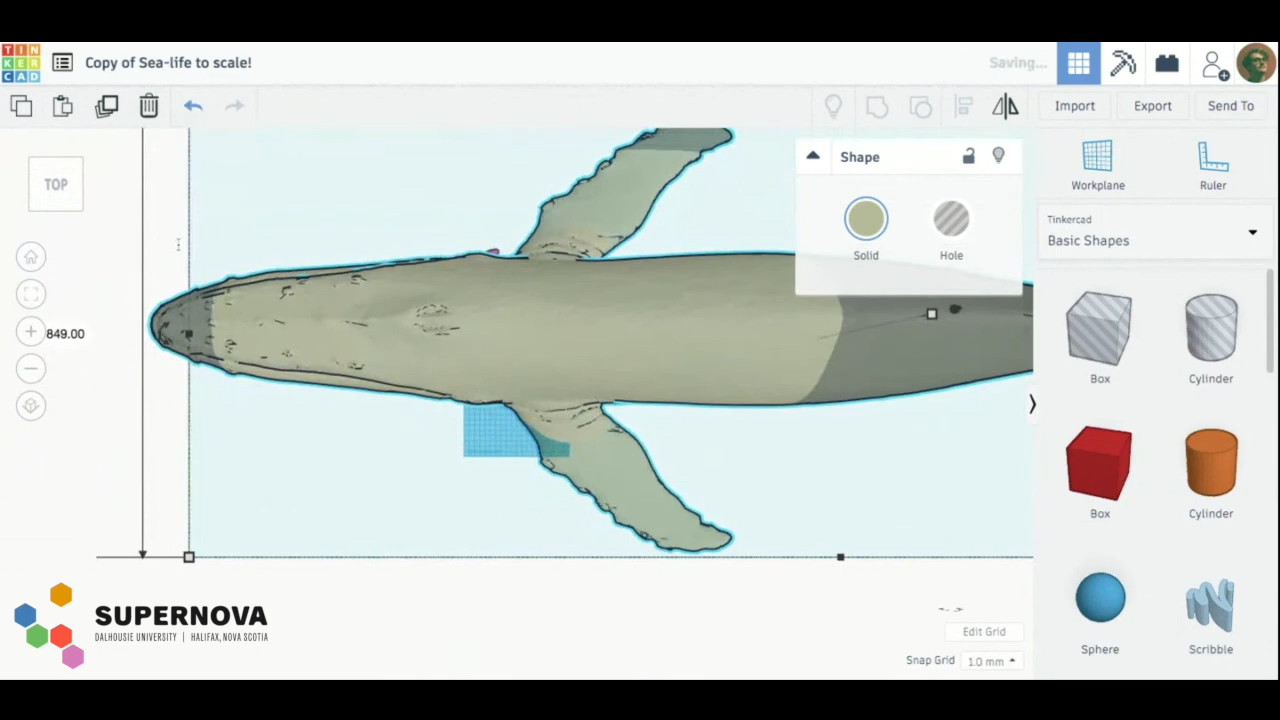 TIN
KER
CAD
Copy of Sea-life to scale!
Saving...
Import
Export
Send To
TOP
Shape
Solid
Hole
Workplane
Ruler
Tinkercad
Basic Shapes
849.00
Box
Cylinder
Box
Cylinder
Sphere
Scribble
Edit Grid
Snap Grid
1.0 mm
SUPERNOVA
DALHOUSIE UNIVERSITY | HALIFAX, NOVA SCOTIA